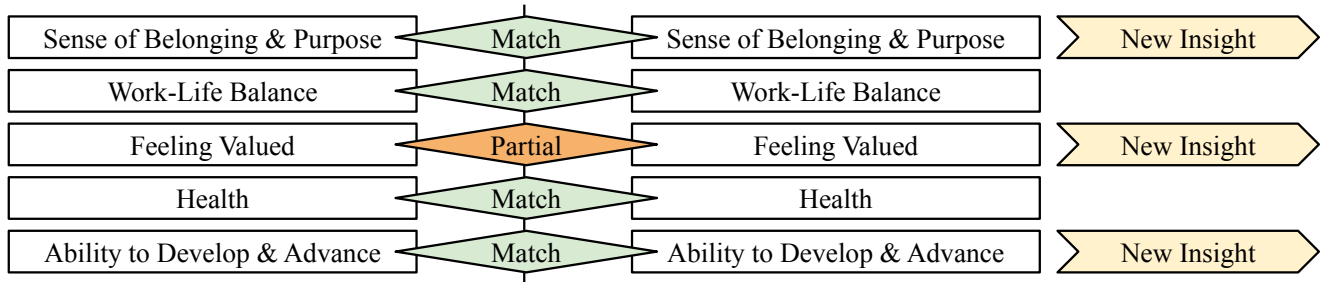 Sense of Belonging & Purpose Match Sense of Belonging & Purpose New Insight
Work-Life Balance Match Work-Life Balance
Feeling Valued Partial Feeling Valued New Insight
Health Match Health
Ability to Develop & Advance Match Ability to Develop & Advance New Insight